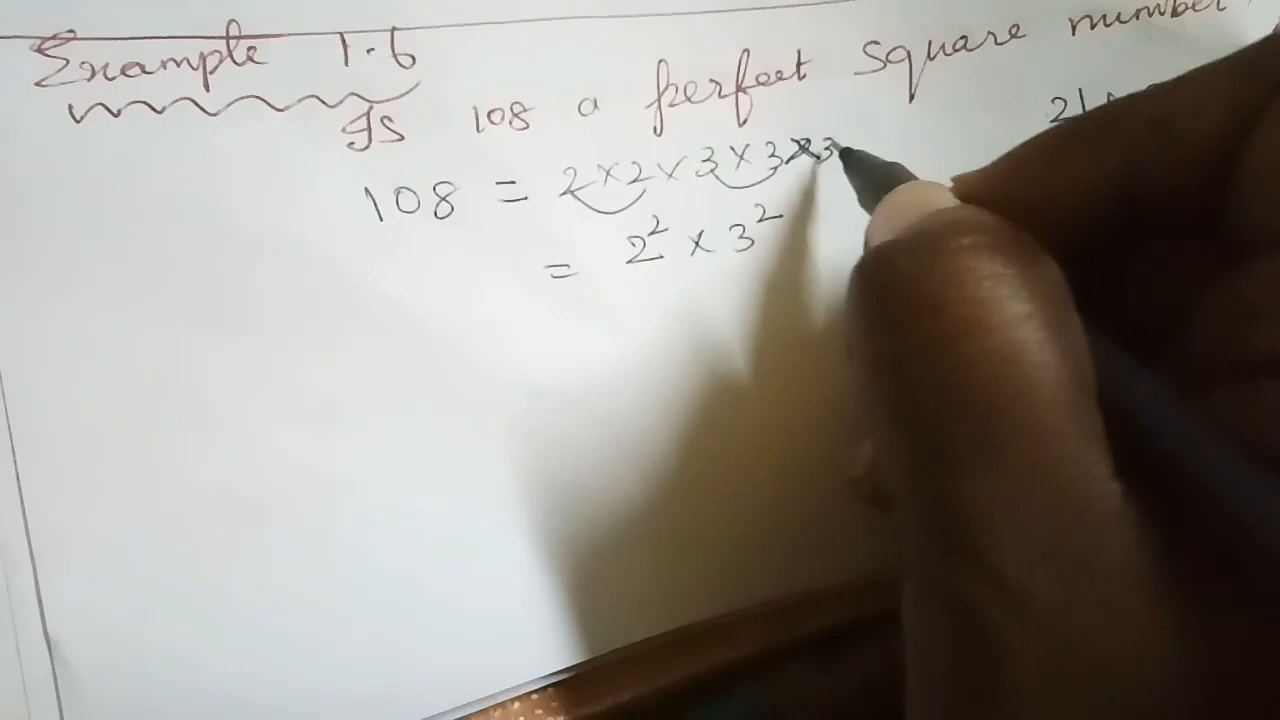 Example 1.6
Is 108 a perfect square number
108 = 2 × 2 × 3 × 3 × 3
= 2² × 3²